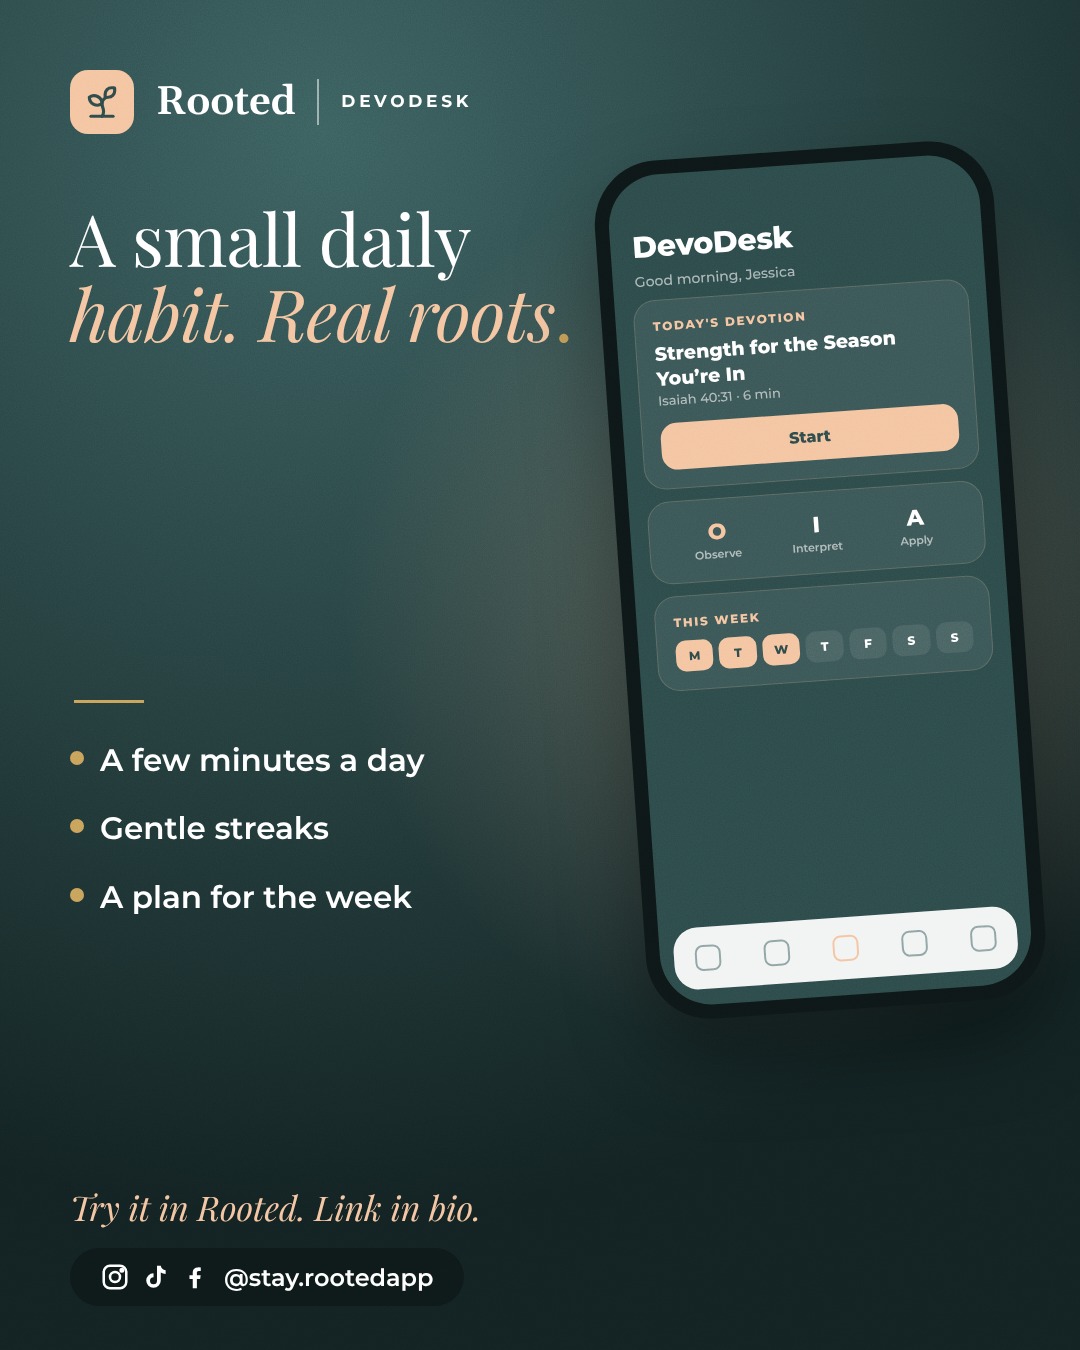 Rooted
DEVODESK
A small daily
habit. Real roots.
DevoDesk
Good morning, Jessica
TODAY'S DEVOTION
Strength for the Season
You’re In
Isaiah 40:31 · 6 min
Start
O I A
Observe Interpret Apply
THIS WEEK
M T W T F S S
A few minutes a day
Gentle streaks
A plan for the week
Try it in Rooted. Link in bio.
@stay.rootedapp